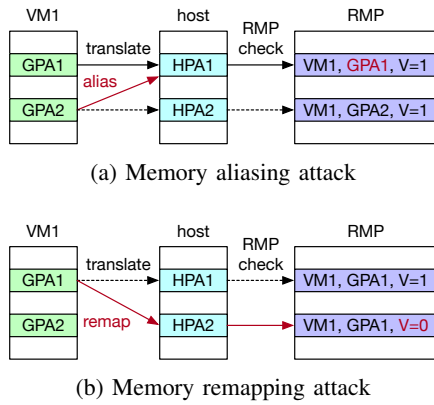 VM1 host RMP
translate RMP check
GPA1 HPA1 VM1, GPA1, V=1
alias
GPA2 HPA2 VM1, GPA2, V=1
(a) Memory aliasing attack
VM1 host RMP
translate RMP check
GPA1 HPA1 VM1, GPA1, V=1
remap
GPA2 HPA2 VM1, GPA1, V=0
(b) Memory remapping attack